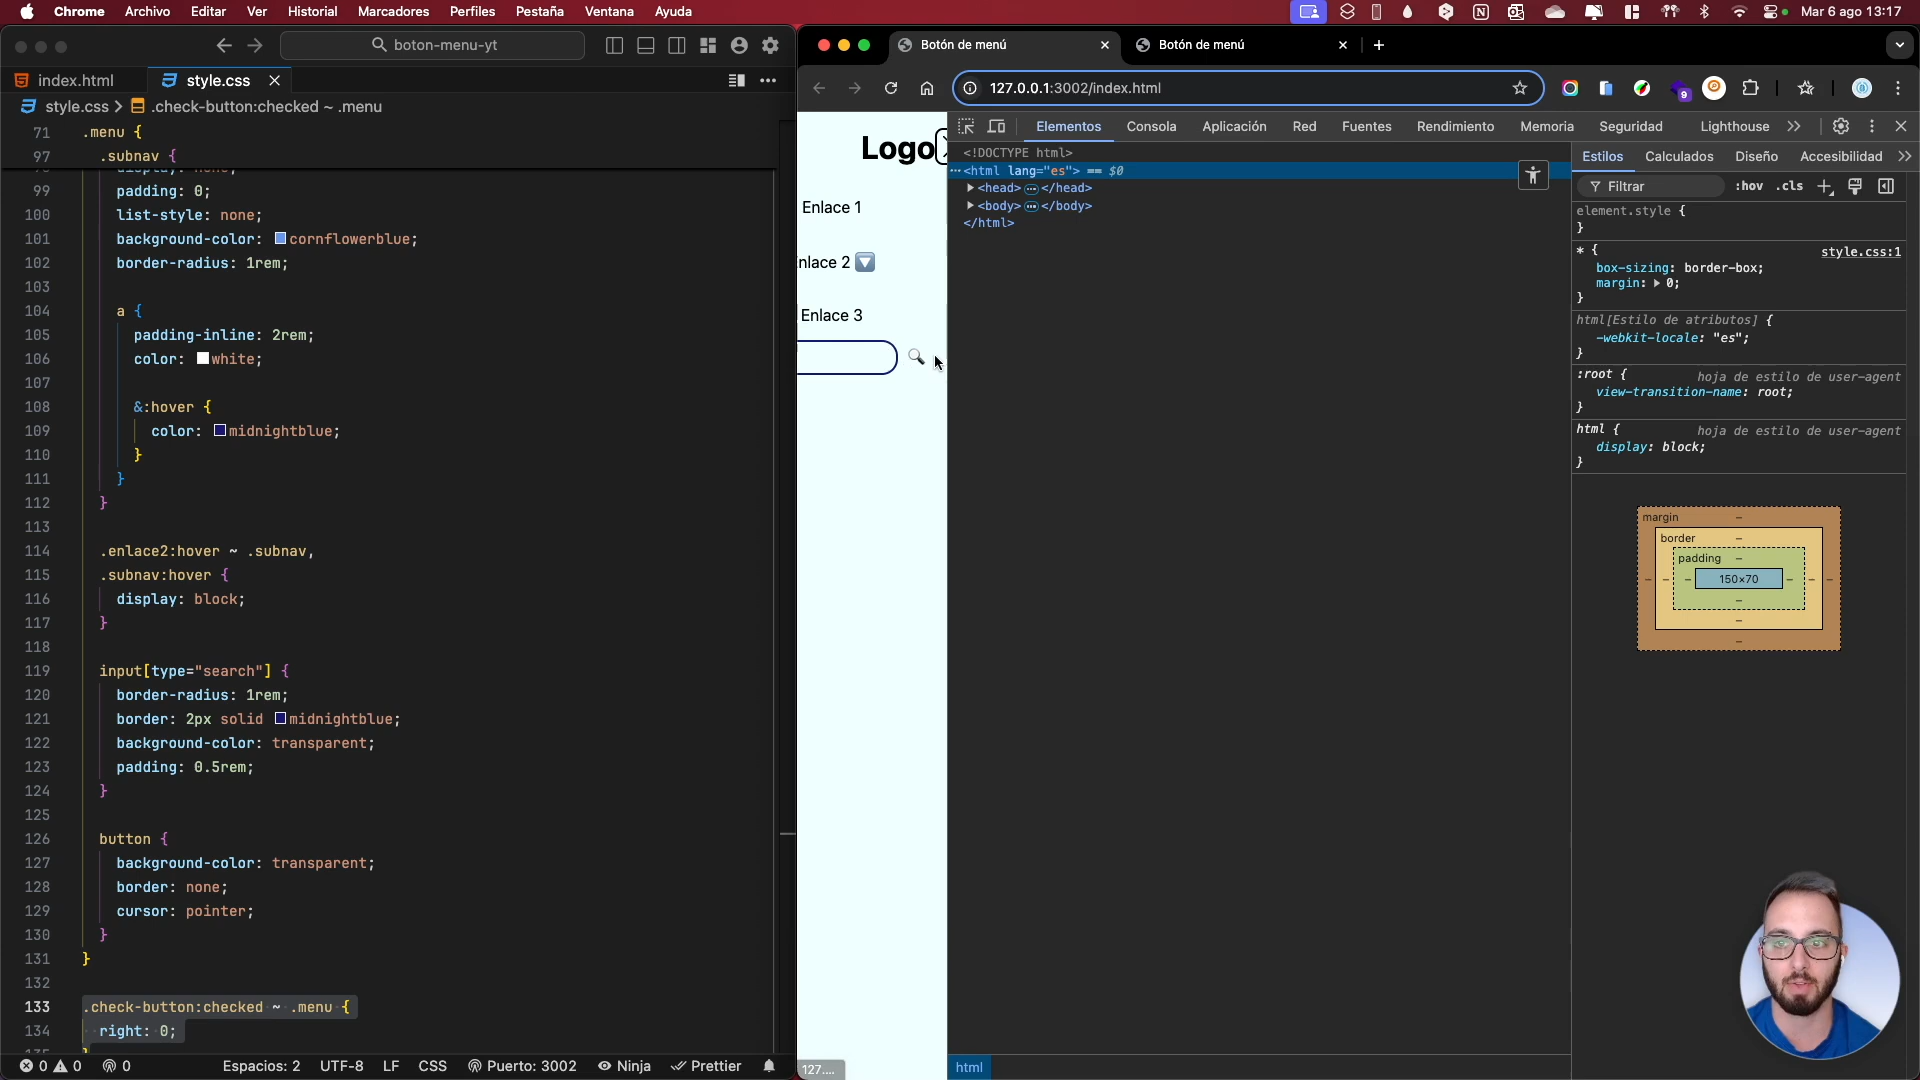 Chrome Archivo Editar Ver Historial Marcadores Perfiles Pestaña Ventana Ayuda
Mar 6 ago 13:17
boton-menu-yt
index.html style.css
style.css > .check-button:checked ~ .menu
71 .menu {
97 .subnav {
99 padding: 0;
100 list-style: none;
101 background-color: cornflowerblue;
102 border-radius: 1rem;
103
104 a {
105 padding-inline: 2rem;
106 color: white;
107
108 &:hover {
109 color: midnightblue;
110 }
111 }
112 }
113
114 .enlace2:hover ~ .subnav,
115 .subnav:hover {
116 display: block;
117 }
118
119 input[type="search"] {
120 border-radius: 1rem;
121 border: 2px solid midnightblue;
122 background-color: transparent;
123 padding: 0.5rem;
124 }
125
126 button {
127 background-color: transparent;
128 border: none;
129 cursor: pointer;
130 }
131 }
132
133 .check-button:checked ~ .menu {
134 right: 0;
0 0 0 Espacios: 2 UTF-8 LF CSS Puerto: 3002 Ninja Prettier
Botón de menú
Botón de menú
127.0.0.1:3002/index.html
9
Logo
Enlace 1
nlace 2
Enlace 3
127....
Elementos Consola Aplicación Red Fuentes Rendimiento Memoria Seguridad Lighthouse
<!DOCTYPE html>
<html lang="es"> == $0
<head> </head>
<body> </body>
</html>
html
Estilos Calculados Diseño Accesibilidad
Filtrar :hov .cls
element.style {
}
* { style.css:1
box-sizing: border-box;
margin: 0;
}
html[Estilo de atributos] {
-webkit-locale: "es";
}
:root { hoja de estilo de user-agent
view-transition-name: root;
}
html { hoja de estilo de user-agent
display: block;
}
margin –
border –
padding –
– – – 150×70 – – –
–
–
–